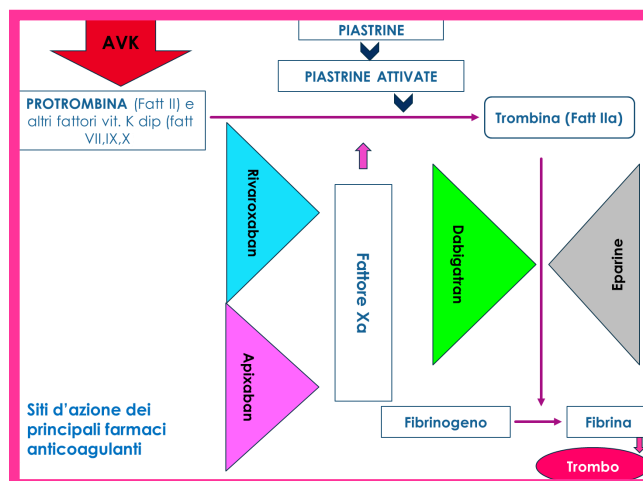 AVK
PIASTRINE
PIASTRINE ATTIVATE
PROTROMBINA (Fatt II) e
altri fattori vit. K dip (fatt
VII,IX,X
Trombina (Fatt IIa)
Rivaroxaban
Fattore Xa
Dabigatran
Eparine
Apixaban
Siti d'azione dei
principali farmaci
anticoagulanti
Fibrinogeno
Fibrina
Trombo